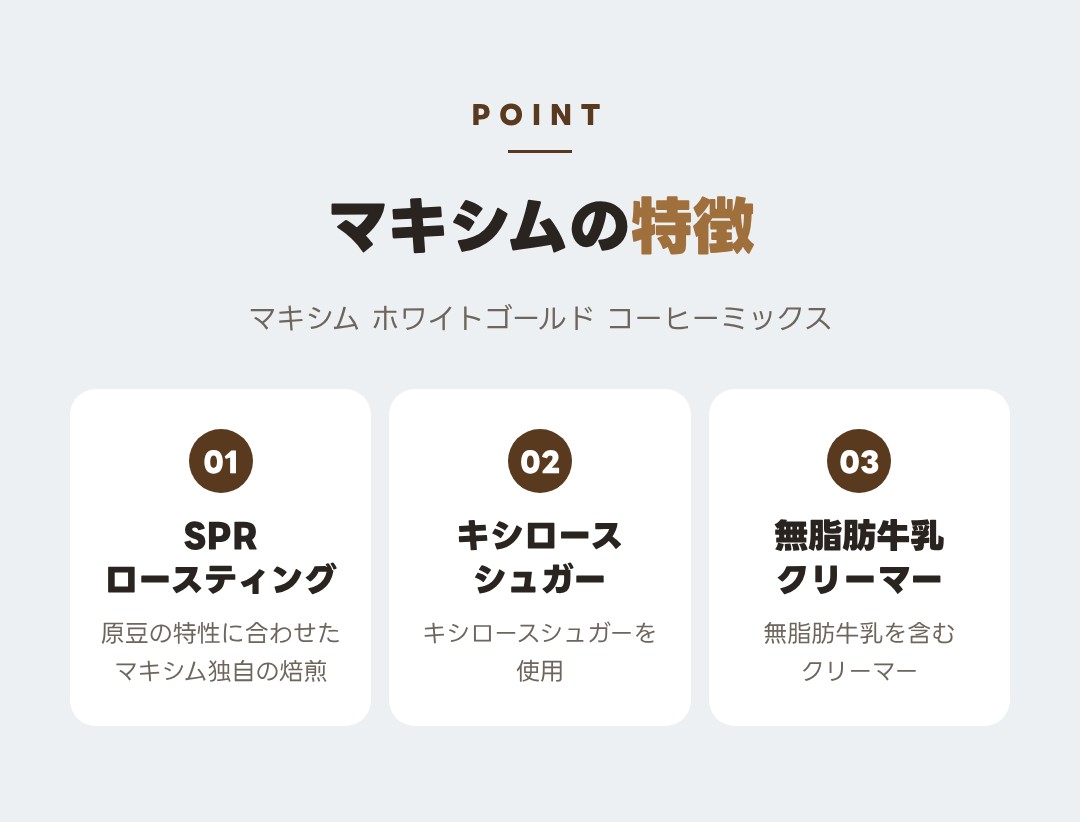 POINT
マキシムの特徴
マキシム ホワイトゴールド コーヒーミックス
01
SPR
ロースティング
原豆の特性に合わせた
マキシム独自の焙煎
02
キシロース
シュガー
キシロースシュガーを
使用
03
無脂肪牛乳
クリーマー
無脂肪牛乳を含む
クリーマー